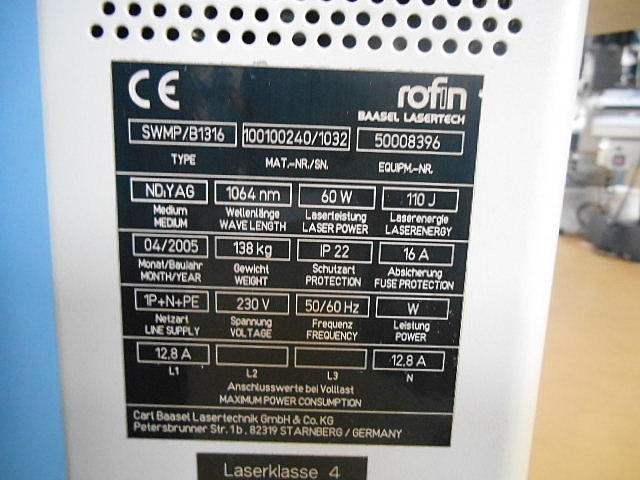 CE rofin
BAASEL LASERTECH
SWMP/B1316 100100240/1032 50008396
TYPE MAT.-NR./SN. EQUIPM.-NR.
ND:YAG 1064 nm 60 W 110 J
Medium Wellenlänge Laserleistung Laserenergie
MEDIUM WAVE LENGTH LASER POWER LASERENERGY
04/2005 138 kg IP 22 16 A
Monat/Baujahr Gewicht Schutzart Absicherung
MONTH/YEAR WEIGHT PROTECTION FUSE PROTECTION
1P+N+PE 230 V 50/60 Hz W
Netzart Spannung Frequenz Leistung
LINE SUPPLY VOLTAGE FREQUENCY POWER
12,8 A 12,8 A
L1 L2 L3 N
Anschlusswerte bei Volllast
MAXIMUM POWER CONSUMPTION
Carl Baasel Lasertechnik GmbH & Co. KG
Petersbrunner Str. 1b, 82319 STARNBERG / GERMANY
Laserklasse 4